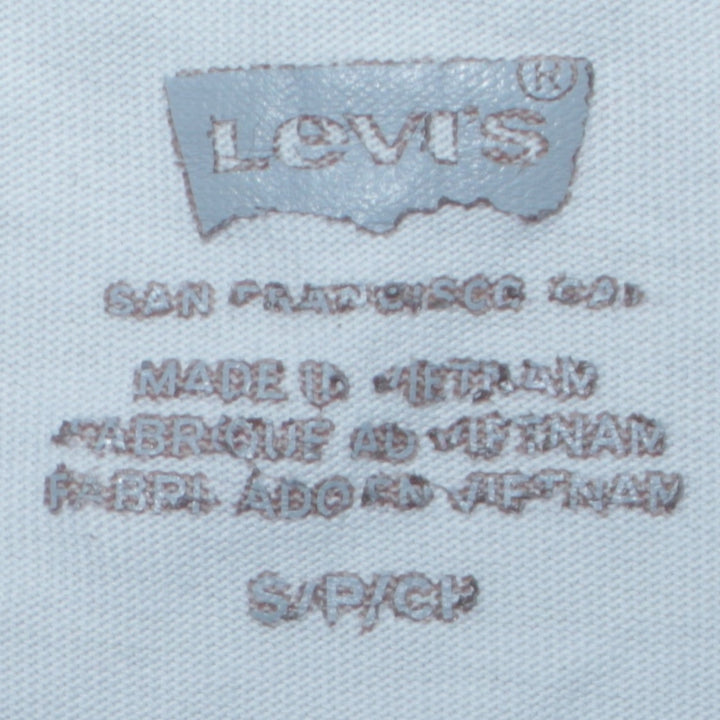 LEVI'S®
SAN FRANCISCO CAL
MADE IN VIETNAM
FABRIQUE AU VIETNAM
FABRICADO EN VIETNAM
S/P/CH